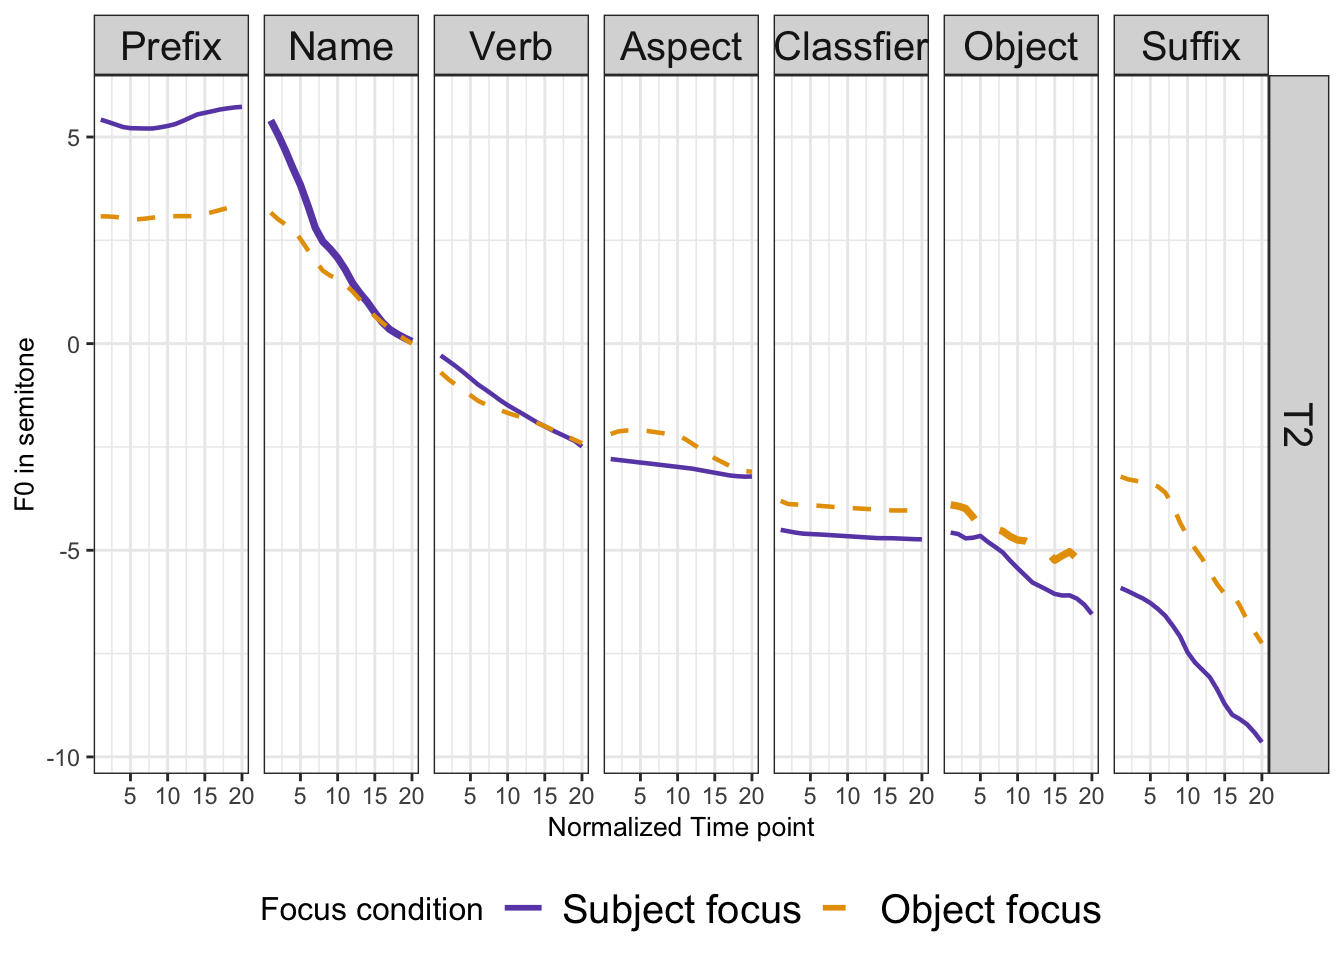 Prefix Name Verb Aspect Classfier Object Suffix
T2
F0 in semitone
5
0
-5
-10
5 10 15 20 5 10 15 20 5 10 15 20 5 10 15 20 5 10 15 20 5 10 15 20 5 10 15 20
Normalized Time point
Focus condition Subject focus Object focus